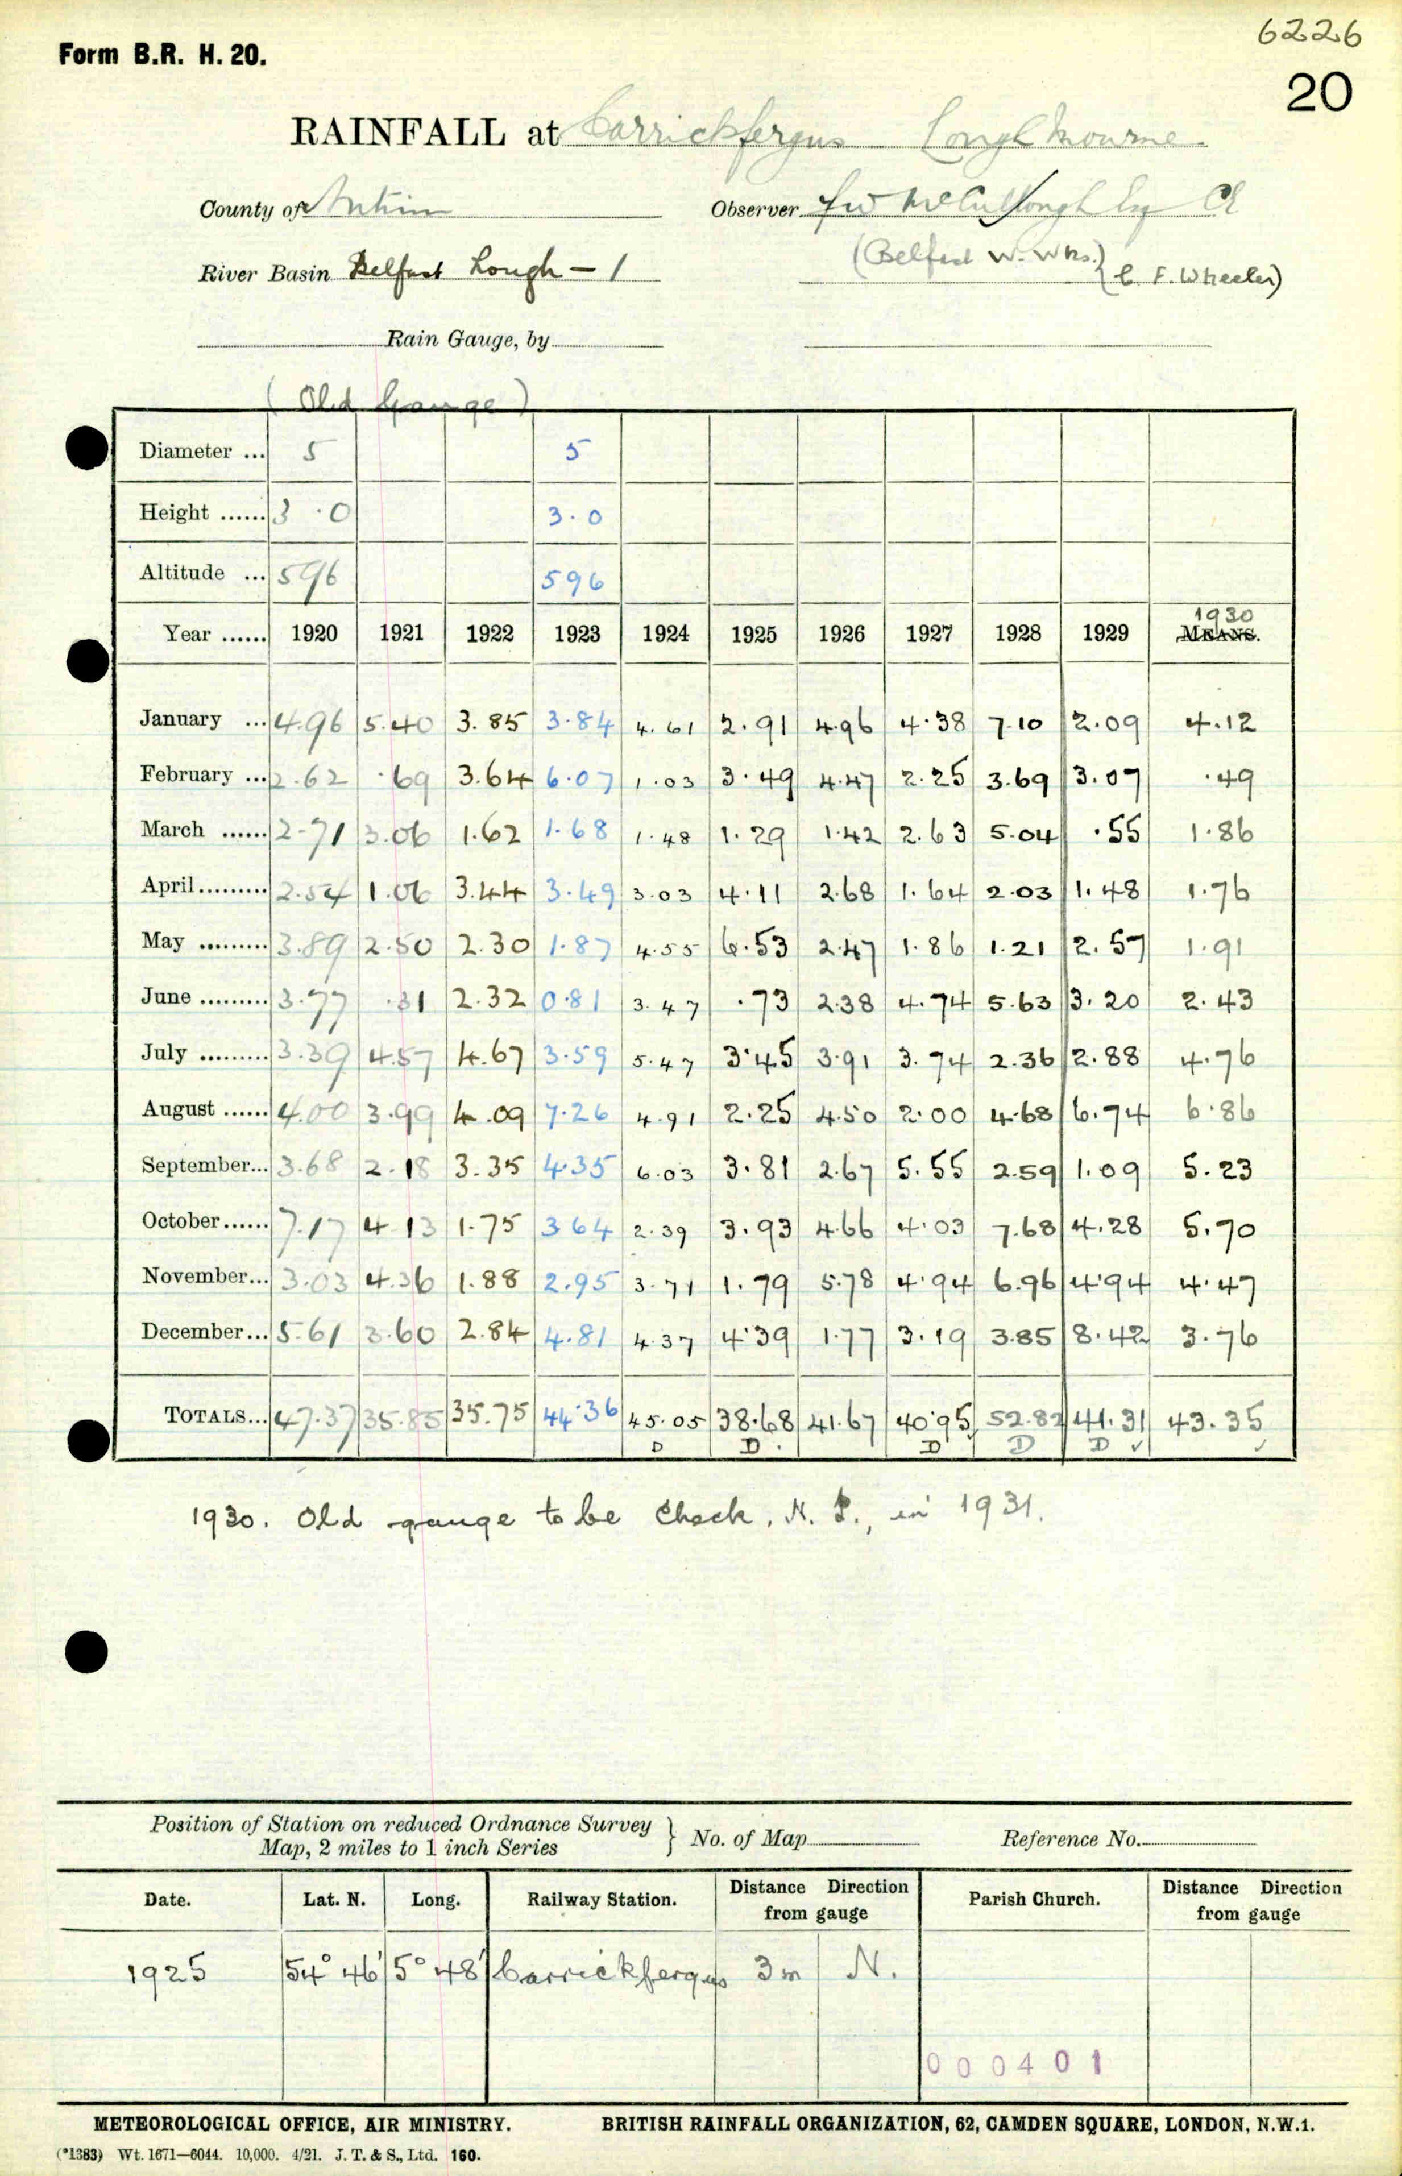 6226
Form B.R. H. 20.
20
RAINFALL at Carrickfergus Lough Mourne
County of Antrim Observer F W McCullough Esq CE
River Basin Belfast Lough – 1 (Belfast W. Wks.) (C. F. Wheeler)
Rain Gauge, by
(Old Gauge)
Diameter ... 5 5
Height ...... 3 · 0 3 · 0
Altitude ... 596 596
Year ...... 1920 1921 1922 1923 1924 1925 1926 1927 1928 1929 1930 MEANS.
January ... 4.96 5.40 3.85 3.84 4.61 2.91 4.96 4.38 7.10 2.09 4.12
February ... 2.62 .69 3.64 6.07 1.03 3.49 4.47 2.25 3.69 3.07 .49
March ...... 2.71 3.06 1.62 1.68 1.48 1.29 1.42 2.63 5.04 .55 1.86
April......... 2.54 1.06 3.44 3.49 3.03 4.11 2.68 1.64 2.03 1.48 1.76
May ......... 3.89 2.50 2.30 1.87 4.55 6.53 2.47 1.86 1.21 2.57 1.91
June ......... 3.77 .31 2.32 0.81 3.47 .73 2.38 4.74 5.63 3.20 2.43
July ......... 3.39 4.57 4.67 3.59 5.47 3.45 3.91 3.74 2.36 2.88 4.76
August ...... 4.00 3.99 4.09 7.26 4.91 2.25 4.50 2.00 4.68 6.74 6.86
September... 3.68 2.18 3.35 4.35 6.03 3.81 2.67 5.55 2.59 1.09 5.23
October...... 7.17 4 13 1.75 3 64 2.39 3.93 4.66 4.03 7.68 4.28 5.70
November... 3.03 4.36 1.88 2.95 3.71 1.79 5.78 4.94 6.96 4.94 4.47
December... 5.61 3.60 2.84 4.81 4.37 4.39 1.77 3.19 3.85 8.42 3.76
TOTALS... 47.37 35.85 35.75 44.36 45.05 38.68 41.67 40.95 52.82 41.31 43.35
D D D D D ✓ ✓
1930. Old gauge to be Check, N. P., in 1931.
Position of Station on reduced Ordnance Survey
Map, 2 miles to 1 inch Series } No. of Map Reference No.
Date. Lat. N. Long. Railway Station. Distance Direction from gauge Parish Church. Distance Direction from gauge
1925 54° 46' 5° 48' Carrickfergus 3m N.
000401
METEOROLOGICAL OFFICE, AIR MINISTRY. BRITISH RAINFALL ORGANIZATION, 62, CAMDEN SQUARE, LONDON, N.W.1.
(*1383) Wt. 1671—6044. 10,000. 4/21. J. T. & S., Ltd. 160.